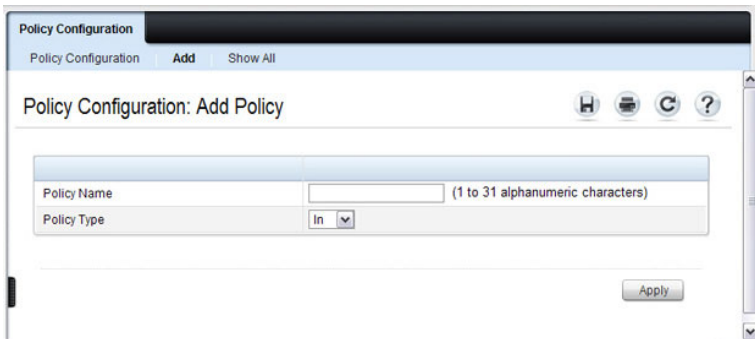 Policy Configuration
Policy Configuration Add Show All
Policy Configuration: Add Policy
?
Policy Name (1 to 31 alphanumeric characters)
Policy Type In
Apply